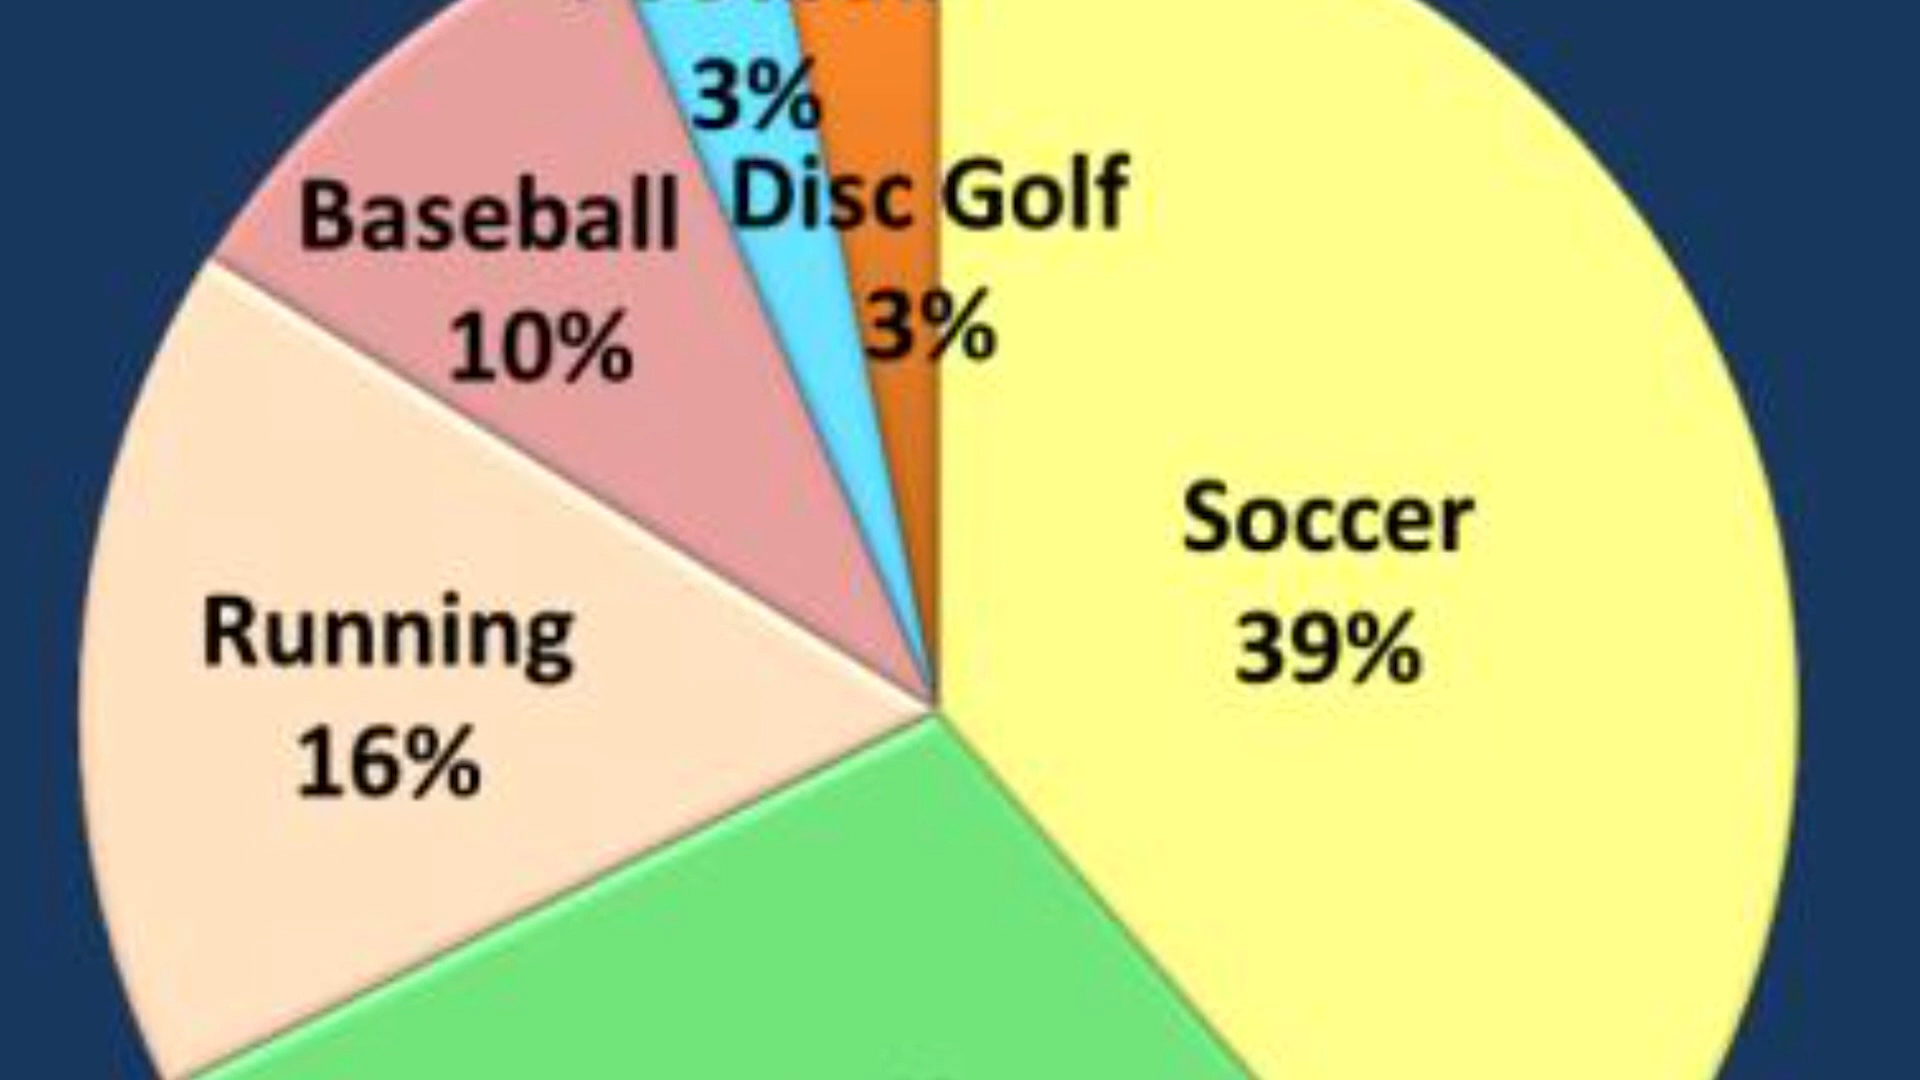 3%
Disc Golf
3%
Baseball
10%
Soccer
39%
Running
16%